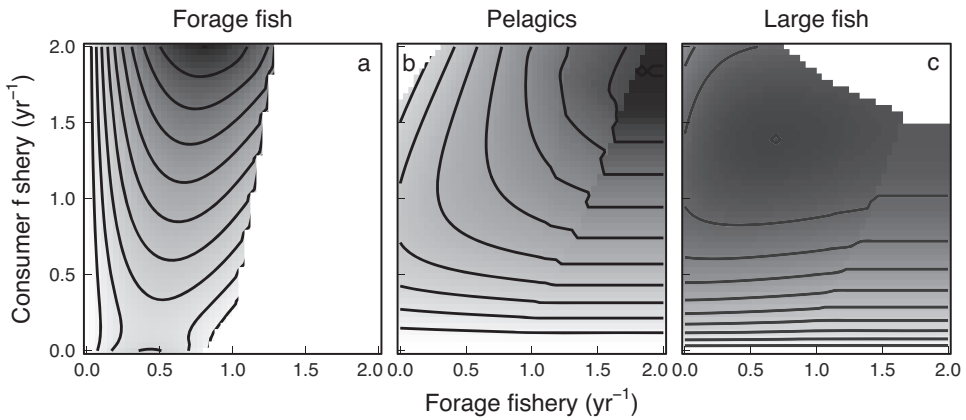 Forage fish Pelagics Large fish
Consumer f shery (yr⁻¹)
2.0
1.5
1.0
0.5
0.0
a b c
0.0 0.5 1.0 1.5 2.0 0.0 0.5 1.0 1.5 2.0 0.0 0.5 1.0 1.5 2.0
Forage fishery (yr⁻¹)